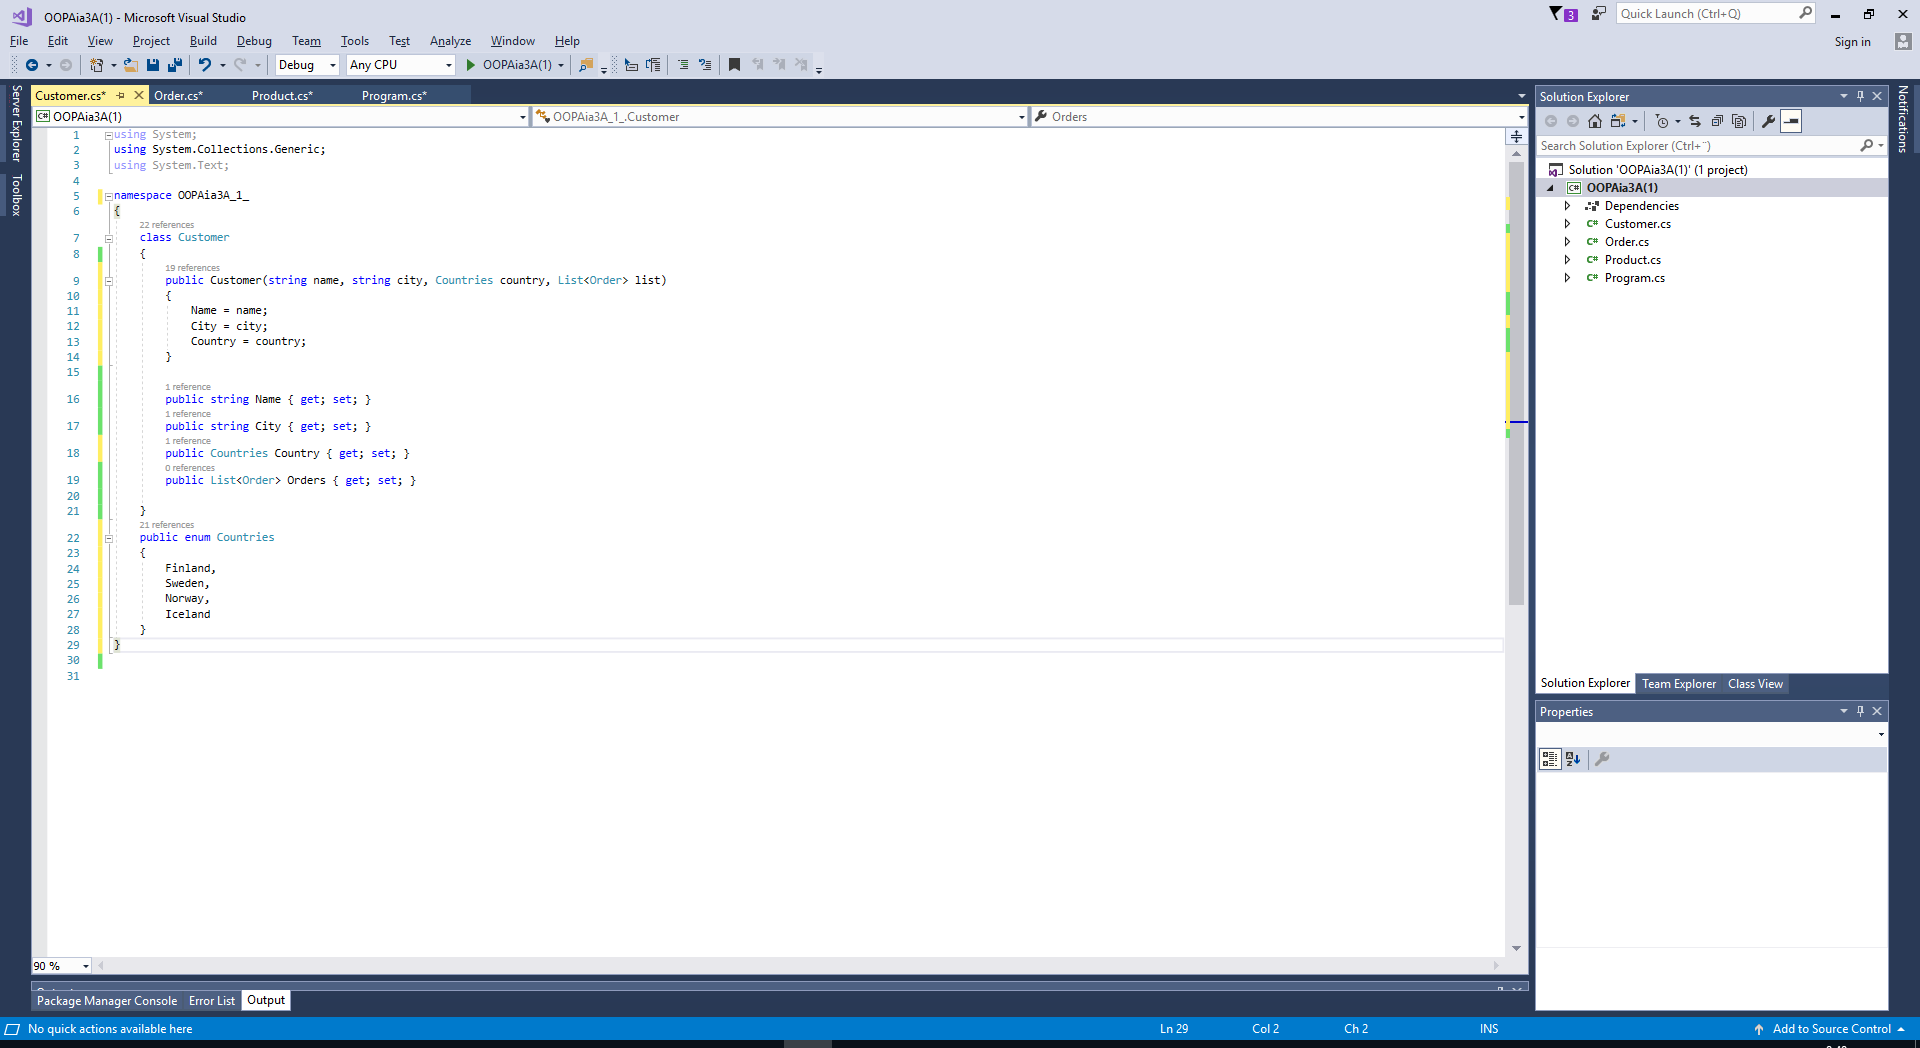 OOPAia3A(1) - Microsoft Visual Studio
3
Quick Launch (Ctrl+Q)
File Edit View Project Build Debug Team Tools Test Analyze Window Help
Sign in
Debug Any CPU OOPAia3A(1)
Server Explorer
Toolbox
Notifications
Customer.cs* Order.cs* Product.cs* Program.cs*
C# OOPAia3A(1) OOPAia3A_1_.Customer Orders
1 using System;
2 using System.Collections.Generic;
3 using System.Text;
4
5 namespace OOPAia3A_1_
6 {
22 references
7 class Customer
8 {
19 references
9 public Customer(string name, string city, Countries country, List<Order> list)
10 {
11 Name = name;
12 City = city;
13 Country = country;
14 }
15
1 reference
16 public string Name { get; set; }
1 reference
17 public string City { get; set; }
1 reference
18 public Countries Country { get; set; }
0 references
19 public List<Order> Orders { get; set; }
20
21 }
21 references
22 public enum Countries
23 {
24 Finland,
25 Sweden,
26 Norway,
27 Iceland
28 }
29 }
30
31
90 %
Solution Explorer
Search Solution Explorer (Ctrl+¨)
Solution 'OOPAia3A(1)' (1 project)
C# OOPAia3A(1)
Dependencies
C# Customer.cs
C# Order.cs
C# Product.cs
C# Program.cs
Solution Explorer Team Explorer Class View
Properties
Package Manager Console Error List Output
No quick actions available here Ln 29 Col 2 Ch 2 INS Add to Source Control